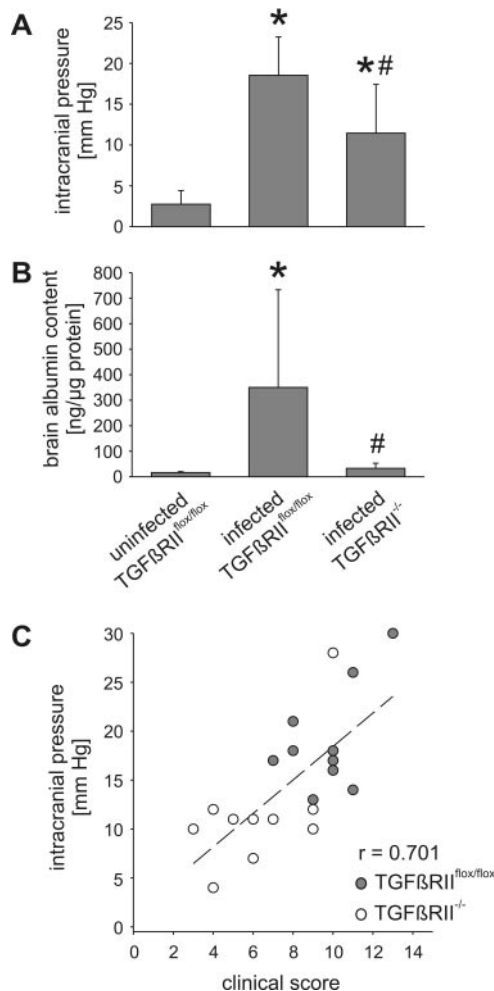 A
intracranial pressure
[mm Hg]
25
20
15
10
5
0
*
*#
B
brain albumin content
[ng/µg protein]
800
700
600
500
400
300
200
100
0
*
#
uninfected
TGFßRII^flox/flox
infected
TGFßRII^flox/flox
infected
TGFßRII^-/-
C
intracranial pressure
[mm Hg]
30
25
20
15
10
5
0
r = 0.701
TGFßRII^flox/flox
TGFßRII^-/-
0 2 4 6 8 10 12 14
clinical score